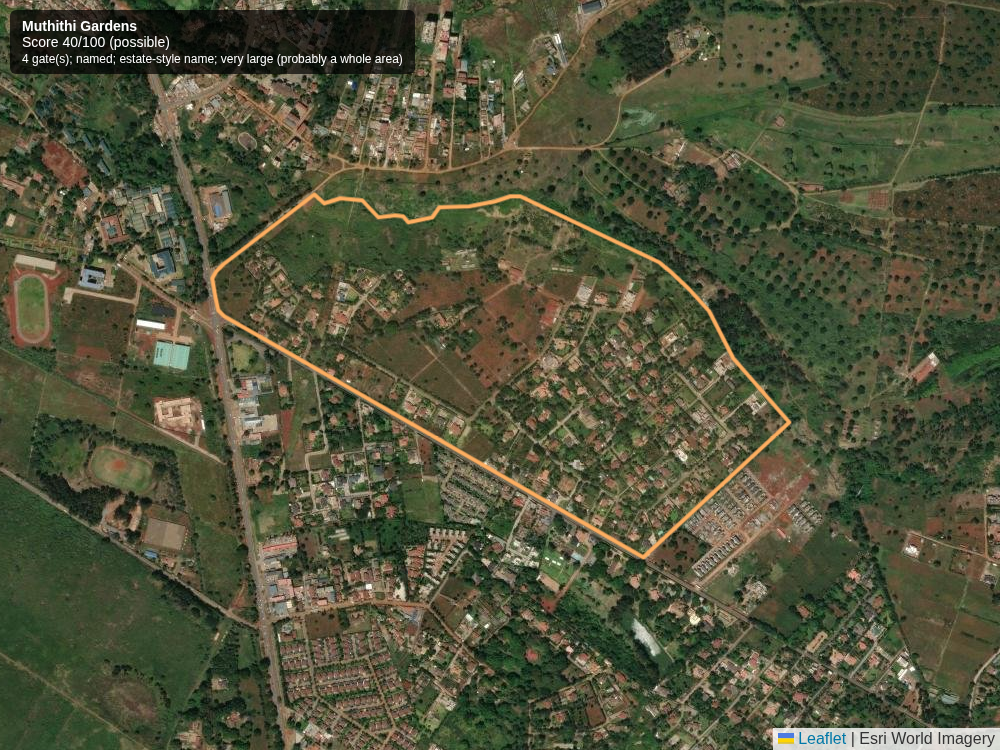 Muthithi Gardens
Score 40/100 (possible)
4 gate(s); named; estate-style name; very large (probably a whole area)
Leaflet | Esri World Imagery